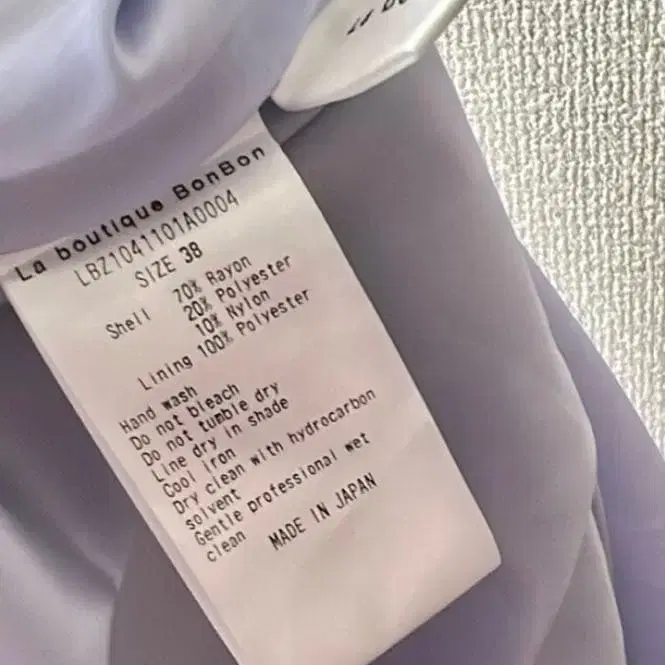 La boutique BonBon
LBZ1041101A0004
SIZE 38
Shell 70% Rayon
20% Polyester
10% Nylon
Lining 100% Polyester
Hand wash
Do not bleach
Do not tumble dry
Line dry in shade
Cool iron
Dry clean with hydrocarbon
solvent
Gentle professional wet
clean
MADE IN JAPAN